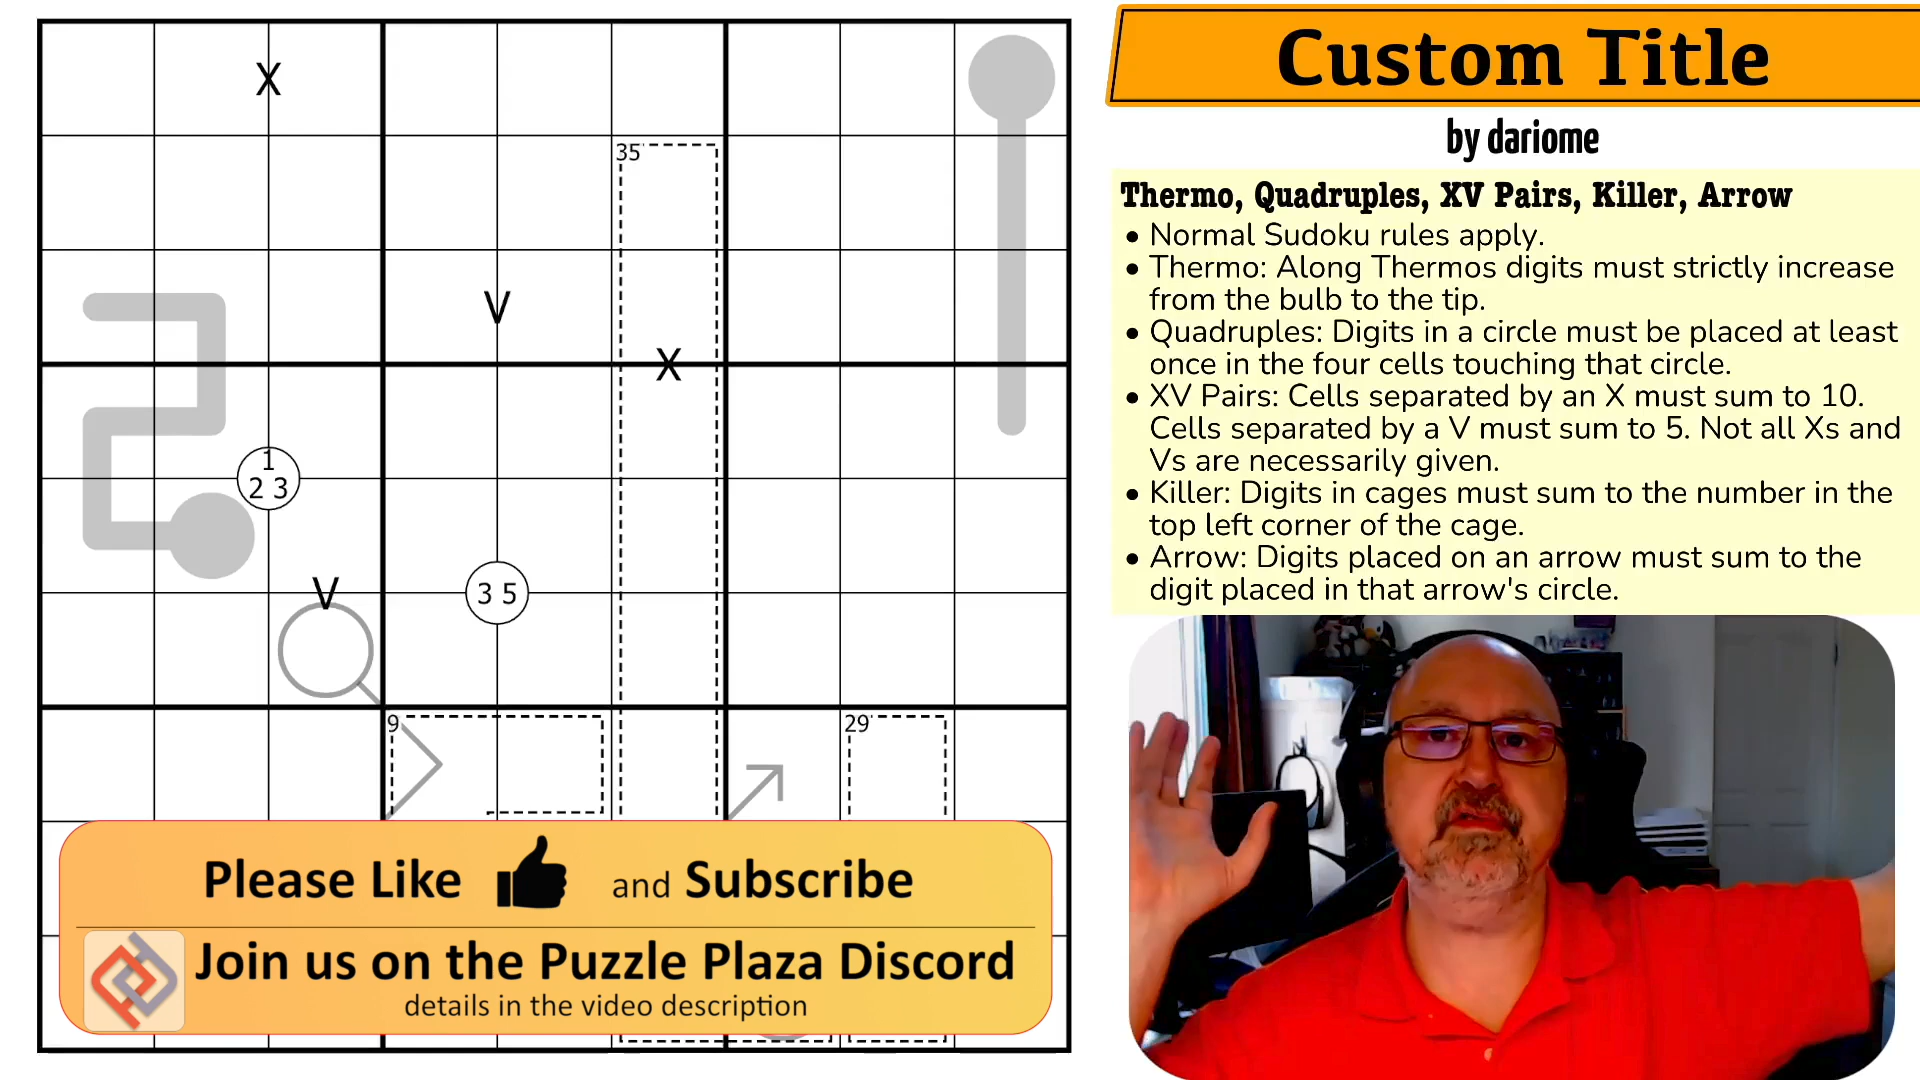 Custom Title
by dariome
Thermo, Quadruples, XV Pairs, Killer, Arrow
• Normal Sudoku rules apply.
• Thermo: Along Thermos digits must strictly increase
from the bulb to the tip.
• Quadruples: Digits in a circle must be placed at least
once in the four cells touching that circle.
• XV Pairs: Cells separated by an X must sum to 10.
Cells separated by a V must sum to 5. Not all Xs and
Vs are necessarily given.
• Killer: Digits in cages must sum to the number in the
top left corner of the cage.
• Arrow: Digits placed on an arrow must sum to the
digit placed in that arrow's circle.
X
35
V
X
1
2 3
V
3 5
9
29
Please Like and Subscribe
Join us on the Puzzle Plaza Discord
details in the video description